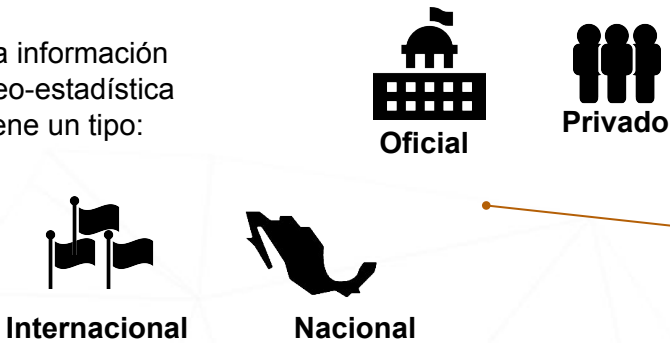 a información
eo-estadística
ene un tipo:
Oficial
Privado
Internacional
Nacional